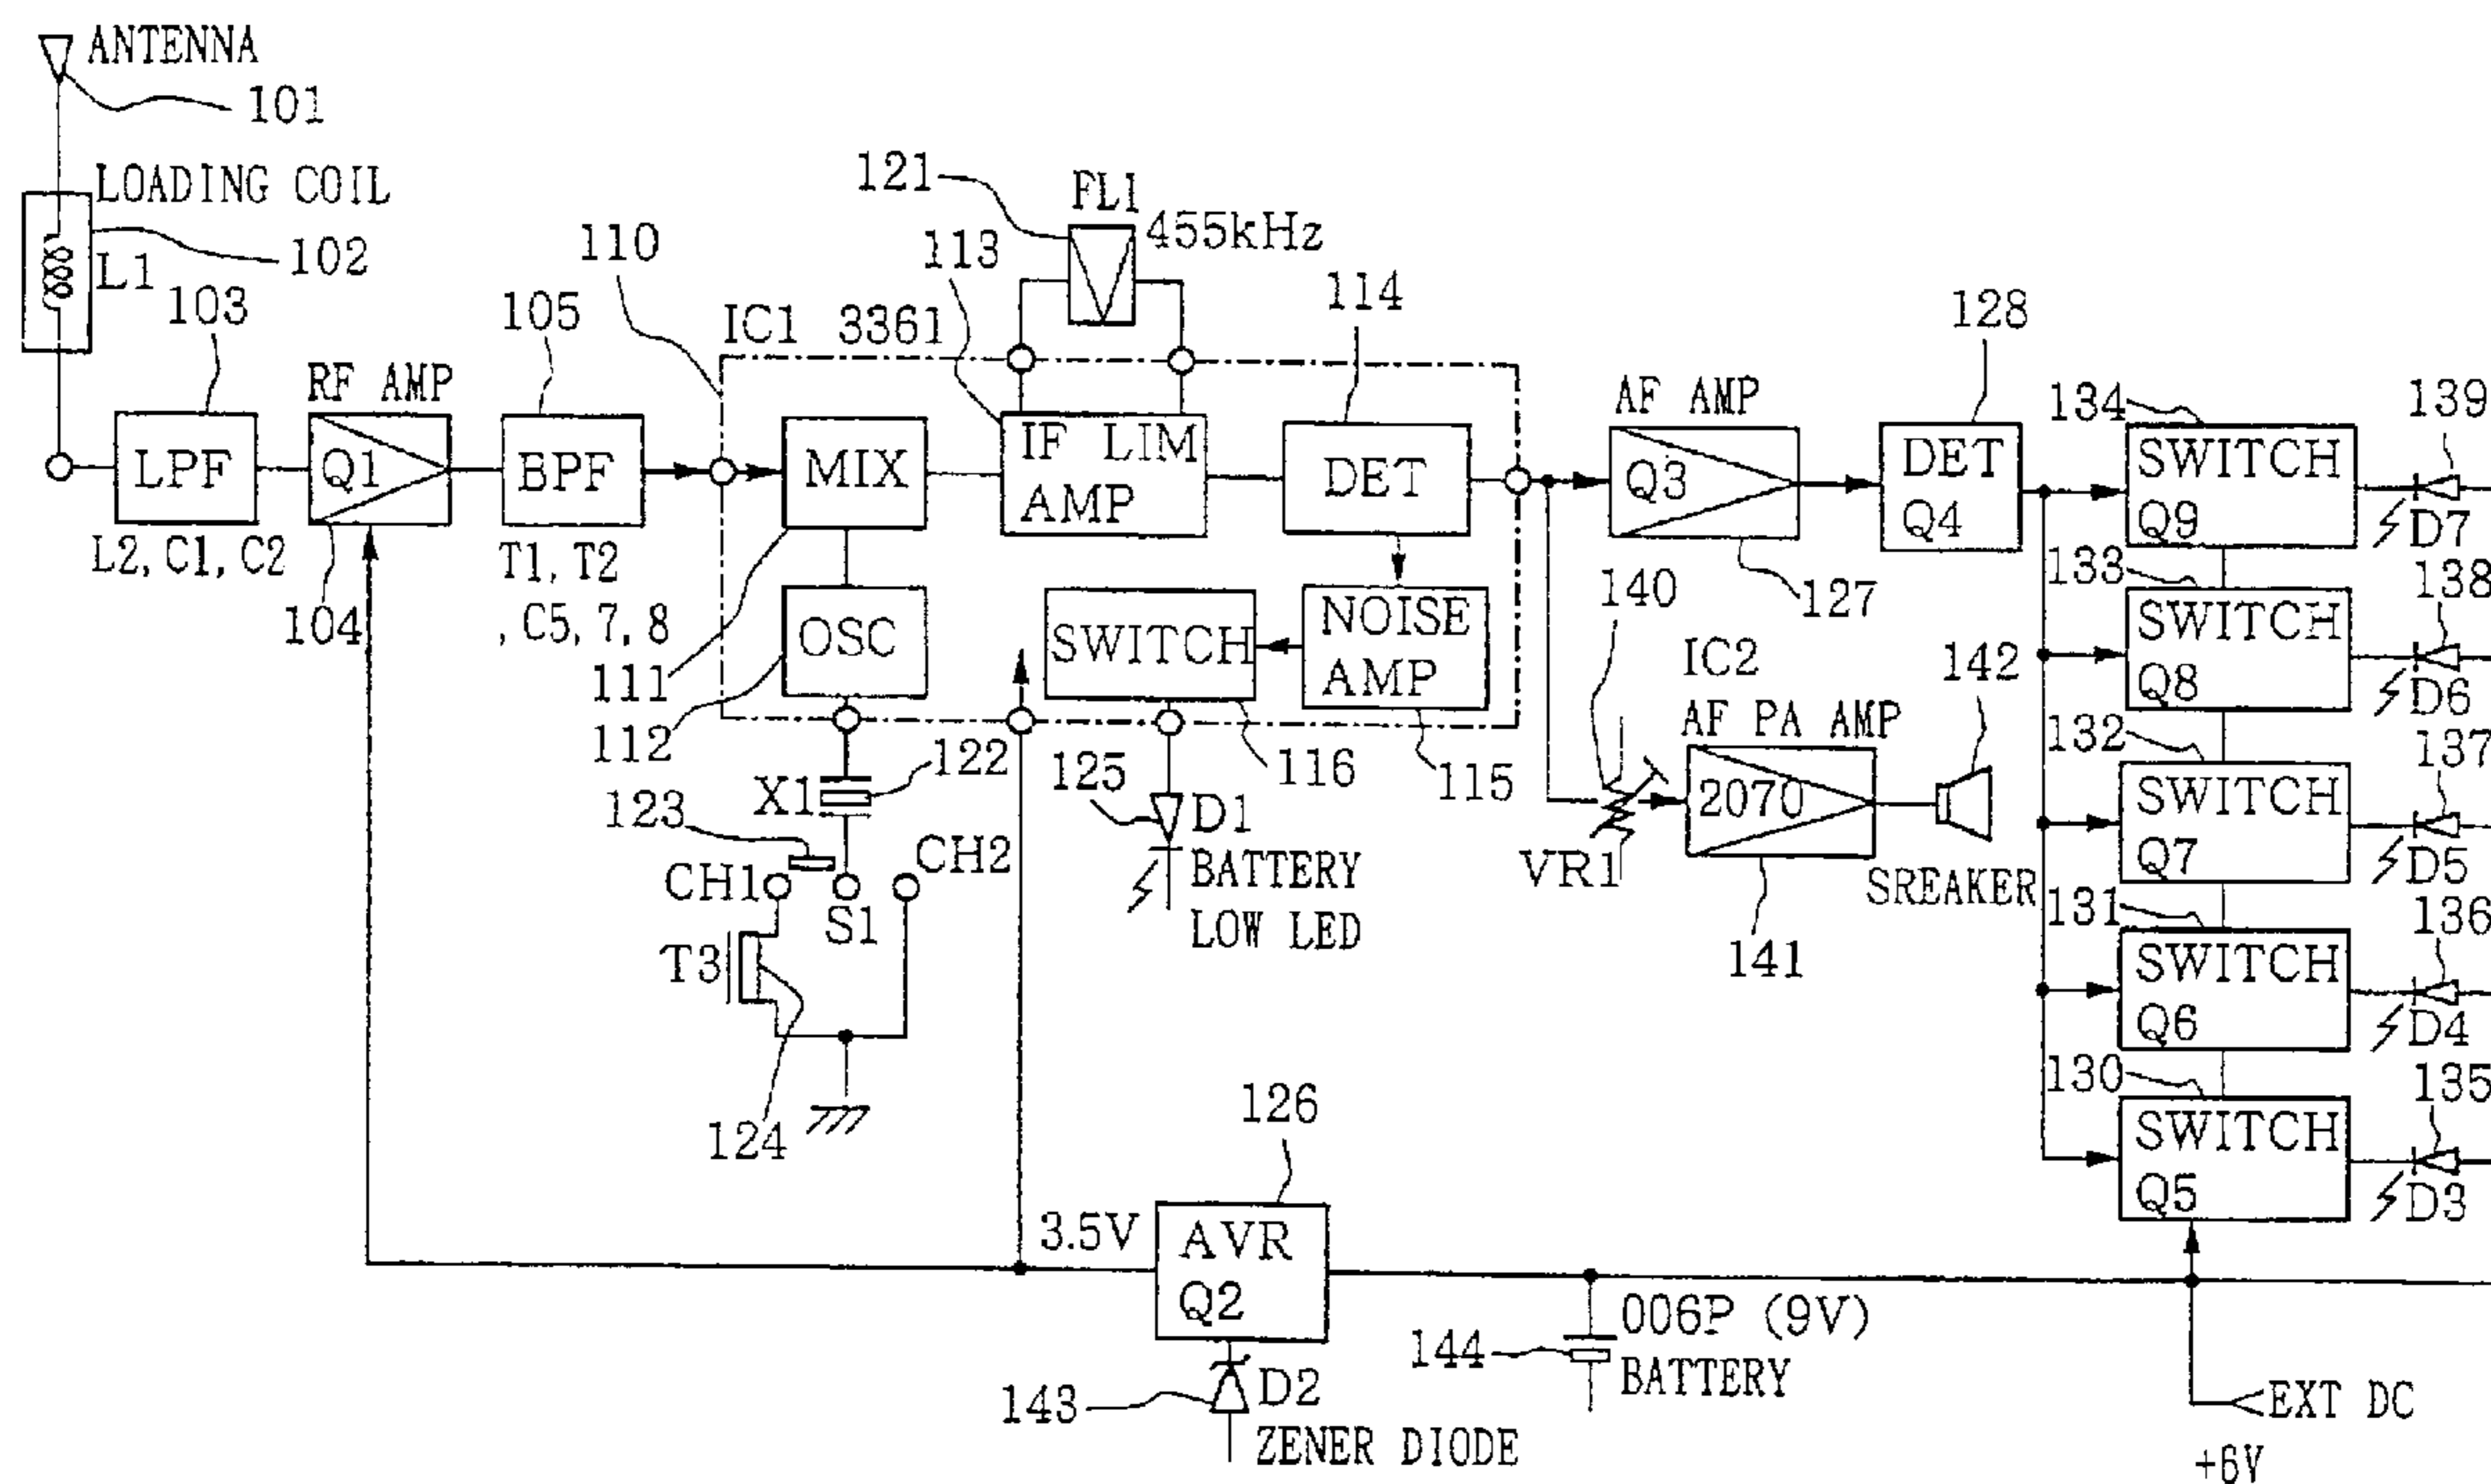 ANTENNA
101
LOADING COIL
102
L1
103
LPF
L2, C1, C2
RF AMP
Q1
104
105
BPF
T1, T2
, C5, 7, 8
110
IC1 3361
MIX
111
OSC
112
113
IF LIM
AMP
121
FL1
455kHz
114
DET
NOISE
AMP
115
SWITCH
116
X1
122
123
CH1
S1
CH2
T3
124
125
D1
BATTERY
LOW LED
AF AMP
Q3
127
128
DET
Q4
140
VR1
IC2
AF PA AMP
2070
141
142
SREAKER
134
SWITCH
Q9
139
D7
133
SWITCH
Q8
138
D6
132
SWITCH
Q7
137
D5
131
SWITCH
Q6
136
D4
130
SWITCH
Q5
135
D3
3.5V
126
AVR
Q2
143
D2
ZENER DIODE
144
006P (9V)
BATTERY
EXT DC
+6V